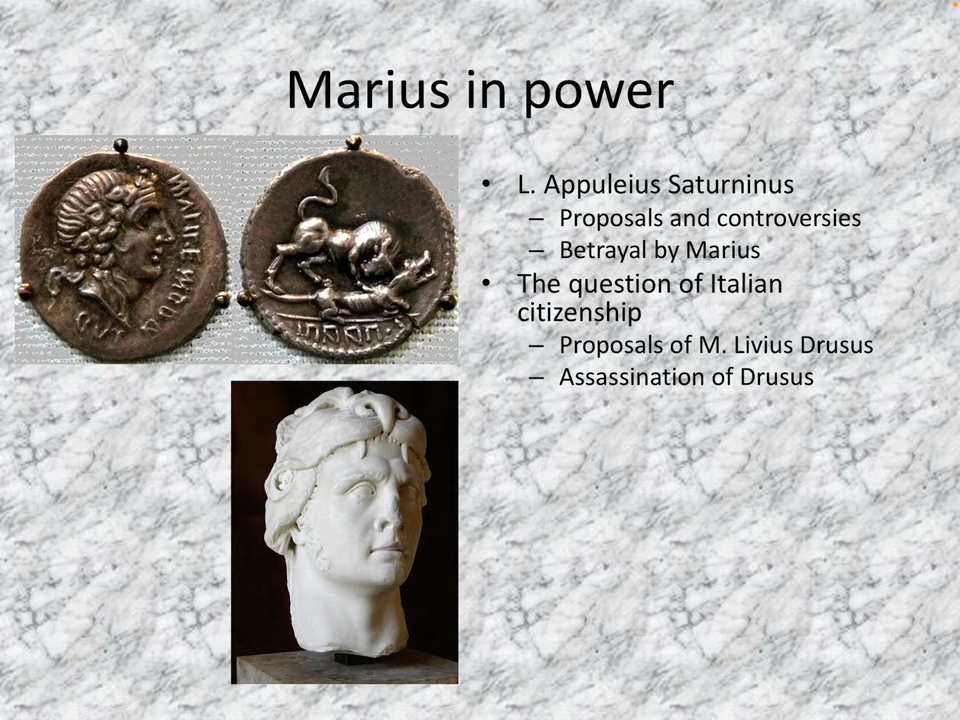 Marius in power
• L. Appuleius Saturninus
– Proposals and controversies
– Betrayal by Marius
• The question of Italian
citizenship
– Proposals of M. Livius Drusus
– Assassination of Drusus